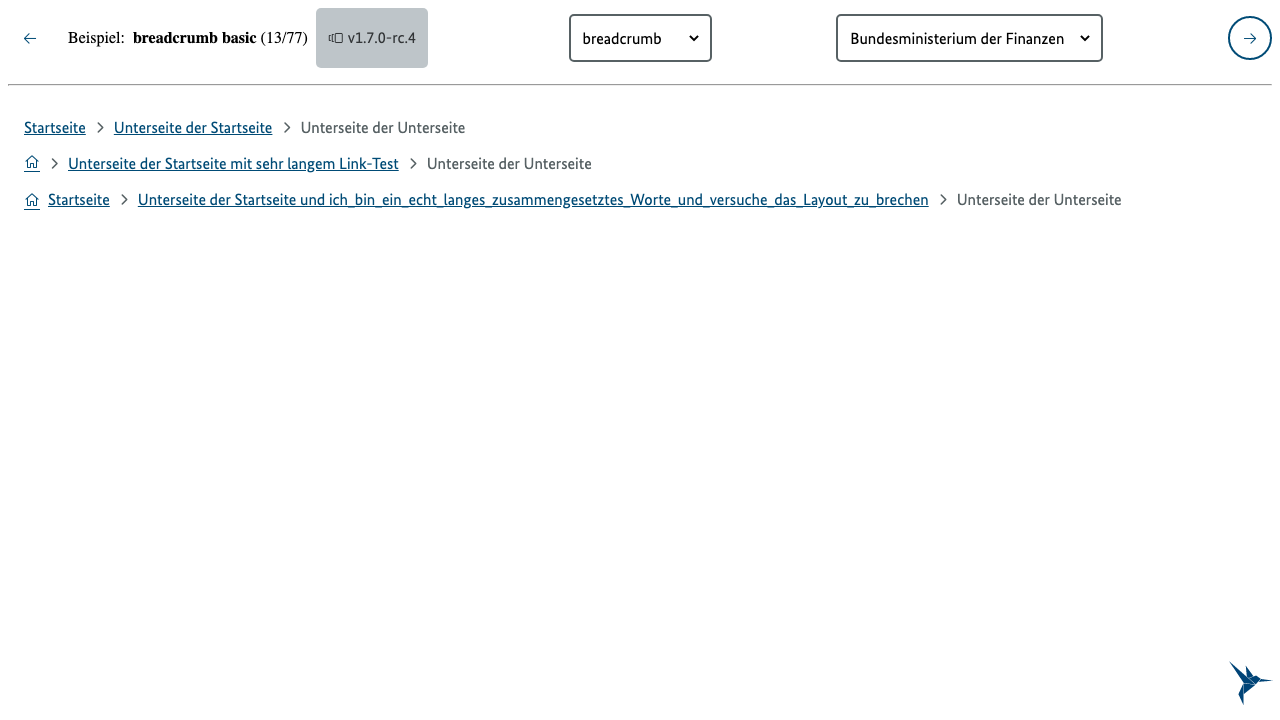 Beispiel: breadcrumb basic (13/77) v1.7.0-rc.4 breadcrumb Bundesministerium der Finanzen
Startseite Unterseite der Startseite Unterseite der Unterseite
Unterseite der Startseite mit sehr langem Link-Test Unterseite der Unterseite
Startseite Unterseite der Startseite und ich_bin_ein_echt_langes_zusammengesetztes_Worte_und_versuche_das_Layout_zu_brechen Unterseite der Unterseite